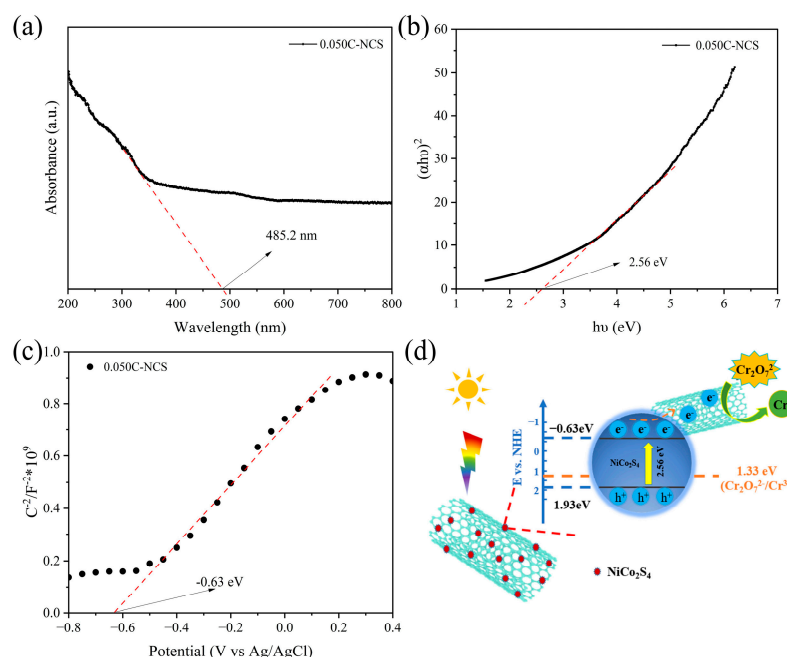 (a)
0.050C-NCS
Absorbance (a.u.)
485.2 nm
200 300 400 500 600 700 800
Wavelength (nm)
(b)
0.050C-NCS
(αhυ)²
60
50
40
30
20
10
0
2.56 eV
1 2 3 4 5 6 7
hυ (eV)
(c)
0.050C-NCS
C⁻²/F⁻²*10⁹
1.0
0.8
0.6
0.4
0.2
0.0
-0.63 eV
−0.8 −0.6 −0.4 −0.2 0.0 0.2 0.4
Potential (V vs Ag/AgCl)
(d)
Cr₂O₇²
Cr
e⁻ e⁻
E vs. NHE
−1
0
1
2
−0.63eV
e⁻ e⁻ e⁻
NiCo₂S₄
2.56eV
1.33 eV
(Cr₂O₇²⁻/Cr³
1.93eV
h⁺ h⁺ h⁺
NiCo₂S₄